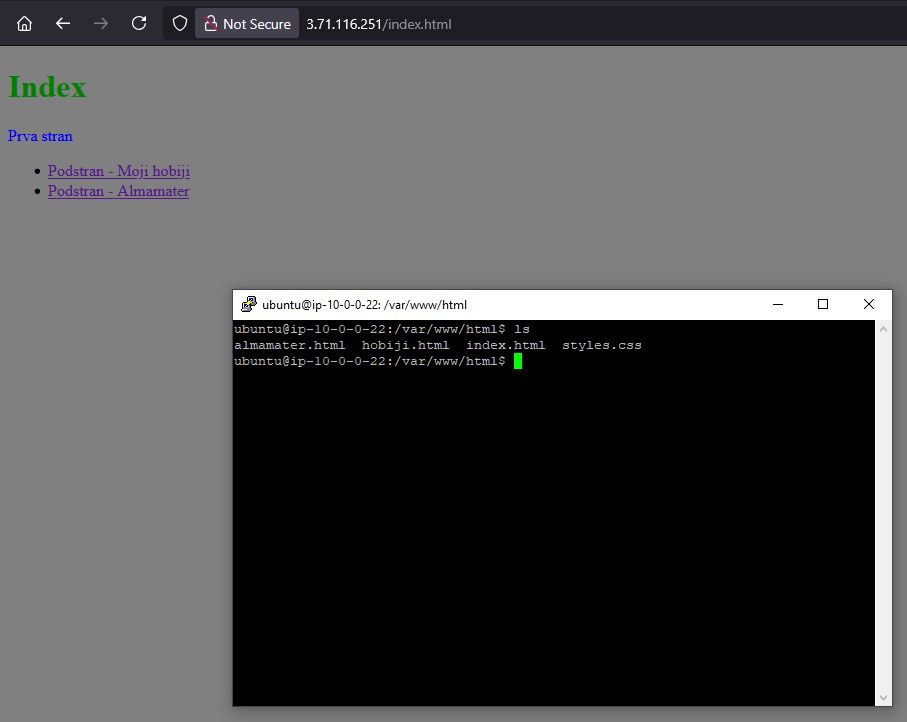 Not Secure 3.71.116.251/index.html
Index
Prva stran
Podstran - Moji hobiji
Podstran - Almamater
ubuntu@ip-10-0-0-22: /var/www/html
ubuntu@ip-10-0-0-22:/var/www/html$ ls
almamater.html  hobiji.html  index.html  styles.css
ubuntu@ip-10-0-0-22:/var/www/html$